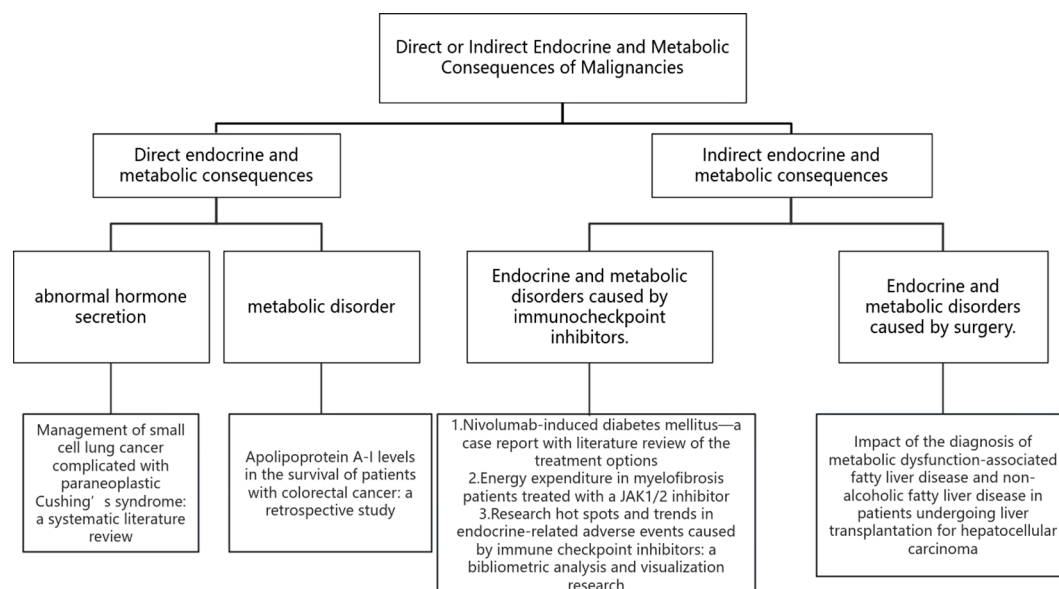 Direct or Indirect Endocrine and Metabolic
Consequences of Malignancies
Direct endocrine and
metabolic consequences
Indirect endocrine and
metabolic consequences
abnormal hormone
secretion
metabolic disorder
Endocrine and metabolic
disorders caused by
immunocheckpoint
inhibitors.
Endocrine and
metabolic disorders
caused by surgery.
Management of small
cell lung cancer
complicated with
paraneoplastic
Cushing’s syndrome:
a systematic literature
review
Apolipoprotein A-I levels
in the survival of patients
with colorectal cancer: a
retrospective study
1.Nivolumab-induced diabetes mellitus—a
case report with literature review of the
treatment options
2.Energy expenditure in myelofibrosis
patients treated with a JAK1/2 inhibitor
3.Research hot spots and trends in
endocrine-related adverse events caused
by immune checkpoint inhibitors: a
bibliometric analysis and visualization
research
Impact of the diagnosis of
metabolic dysfunction-associated
fatty liver disease and non-
alcoholic fatty liver disease in
patients undergoing liver
transplantation for hepatocellular
carcinoma